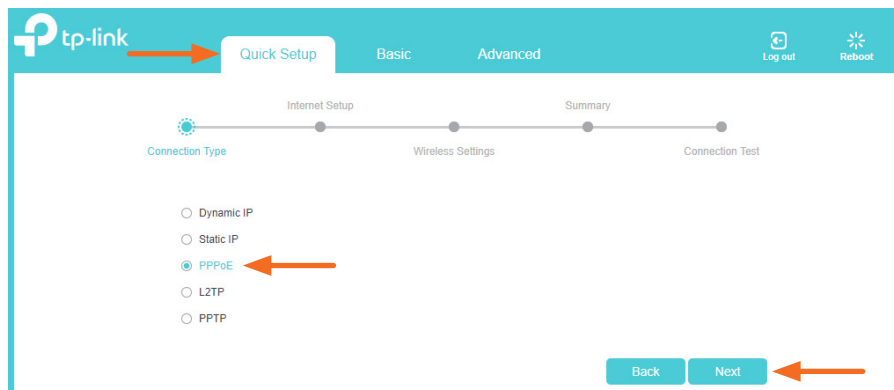 tp-link
Quick Setup Basic Advanced Log out Reboot
Internet Setup Summary
Connection Type Wireless Settings Connection Test
Dynamic IP
Static IP
PPPoE
L2TP
PPTP
Back Next